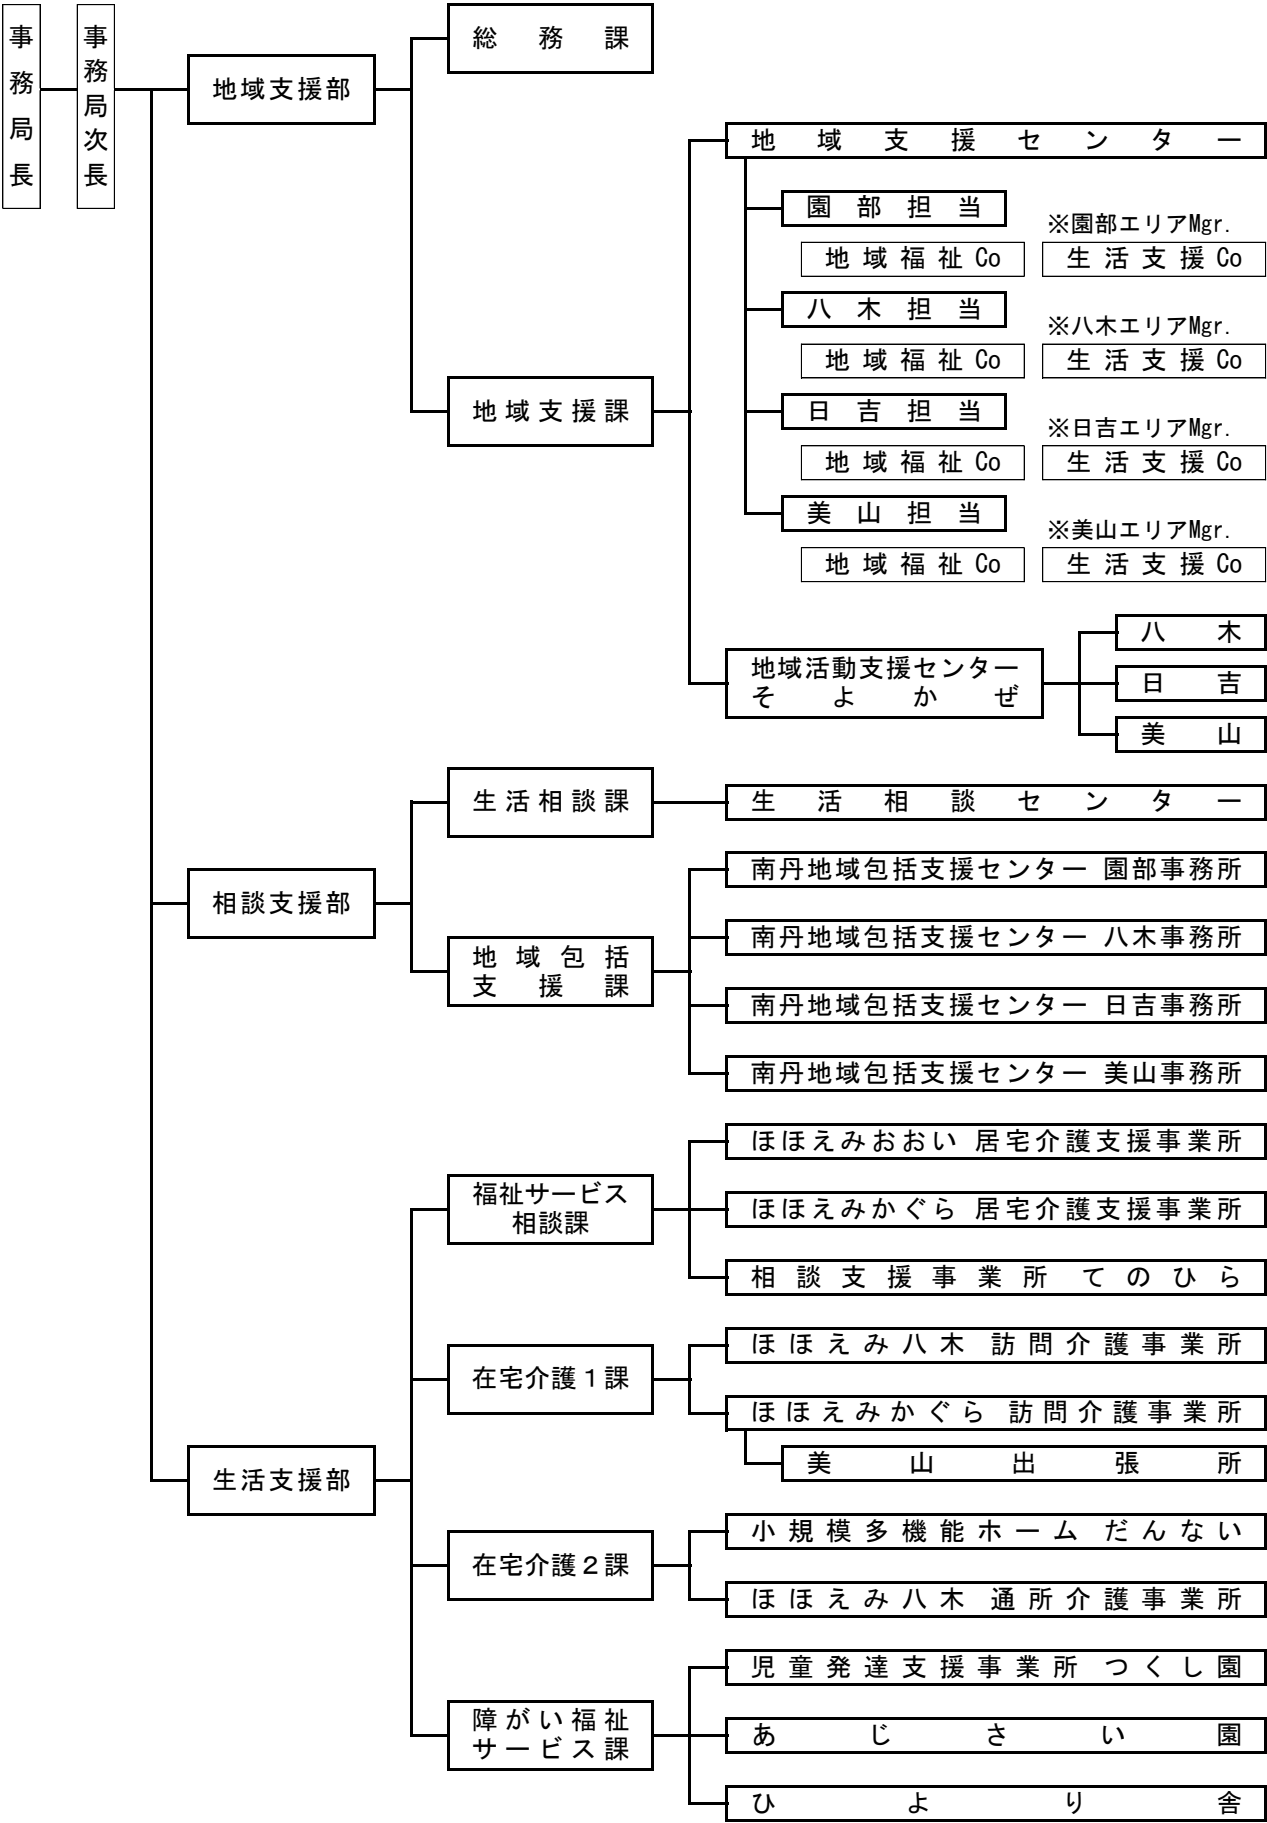 事務局長
事務局次長
地域支援部
総務課
地域支援課
地域支援センター
園部担当
※園部エリアMgr.
地域福祉Co
生活支援Co
八木担当
※八木エリアMgr.
地域福祉Co
生活支援Co
日吉担当
※日吉エリアMgr.
地域福祉Co
生活支援Co
美山担当
※美山エリアMgr.
地域福祉Co
生活支援Co
地域活動支援センター
そよかぜ
八木
日吉
美山
相談支援部
生活相談課
生活相談センター
地域包括
支援課
南丹地域包括支援センター 園部事務所
南丹地域包括支援センター 八木事務所
南丹地域包括支援センター 日吉事務所
南丹地域包括支援センター 美山事務所
生活支援部
福祉サービス
相談課
ほほえみおおい 居宅介護支援事業所
ほほえみかぐら 居宅介護支援事業所
相談支援事業所 てのひら
在宅介護1課
ほほえみ八木 訪問介護事業所
ほほえみかぐら 訪問介護事業所
美山出張所
在宅介護2課
小規模多機能ホーム だんない
ほほえみ八木 通所介護事業所
障がい福祉
サービス課
児童発達支援事業所 つくし園
あじさい園
ひより舎